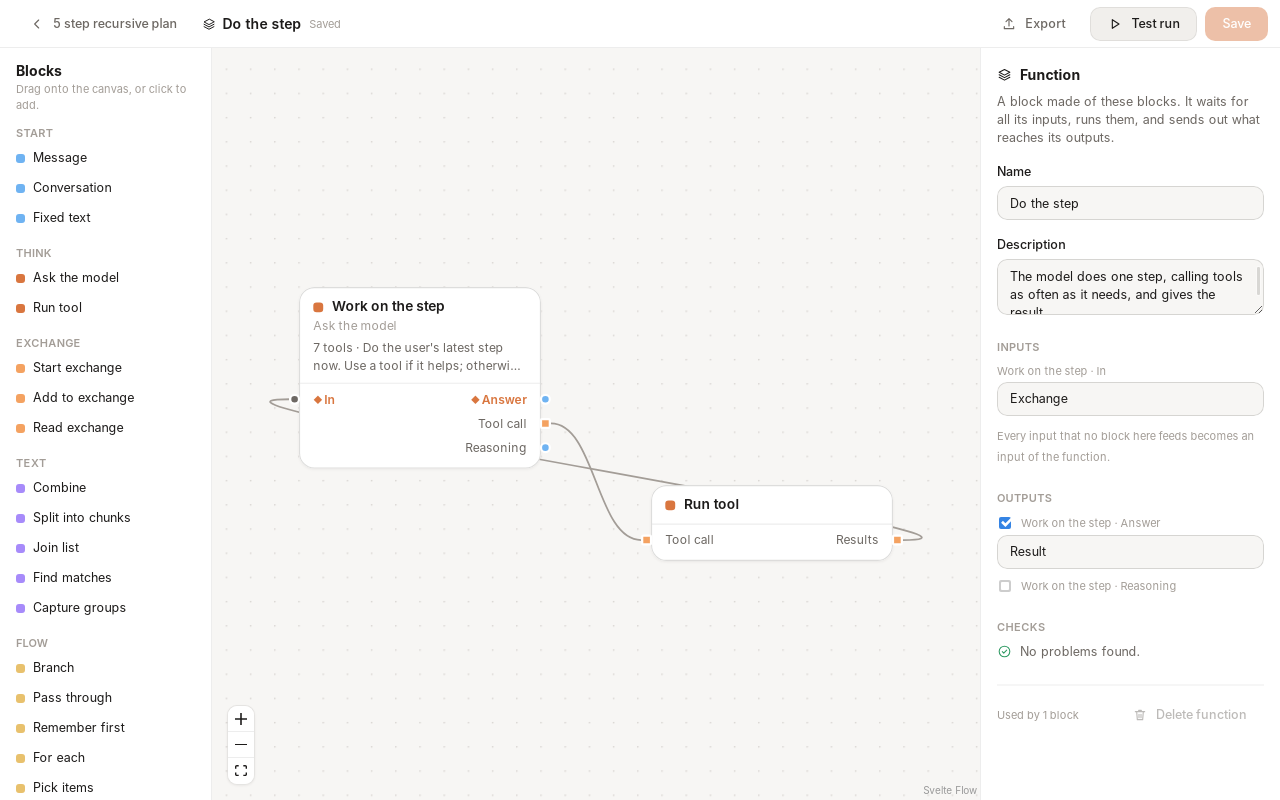 5 step recursive plan
Do the step
Saved
Export
Test run
Save
Blocks
Drag onto the canvas, or click to
add.
START
Message
Conversation
Fixed text
THINK
Ask the model
Run tool
EXCHANGE
Start exchange
Add to exchange
Read exchange
TEXT
Combine
Split into chunks
Join list
Find matches
Capture groups
FLOW
Branch
Pass through
Remember first
For each
Pick items
Work on the step
Ask the model
7 tools · Do the user's latest step
now. Use a tool if it helps; otherwi...
In
Answer
Tool call
Reasoning
Run tool
Tool call
Results
Svelte Flow
Function
A block made of these blocks. It waits for
all its inputs, runs them, and sends out what
reaches its outputs.
Name
Do the step
Description
The model does one step, calling tools
as often as it needs, and gives the
result.
INPUTS
Work on the step · In
Exchange
Every input that no block here feeds becomes an
input of the function.
OUTPUTS
Work on the step · Answer
Result
Work on the step · Reasoning
CHECKS
No problems found.
Used by 1 block
Delete function